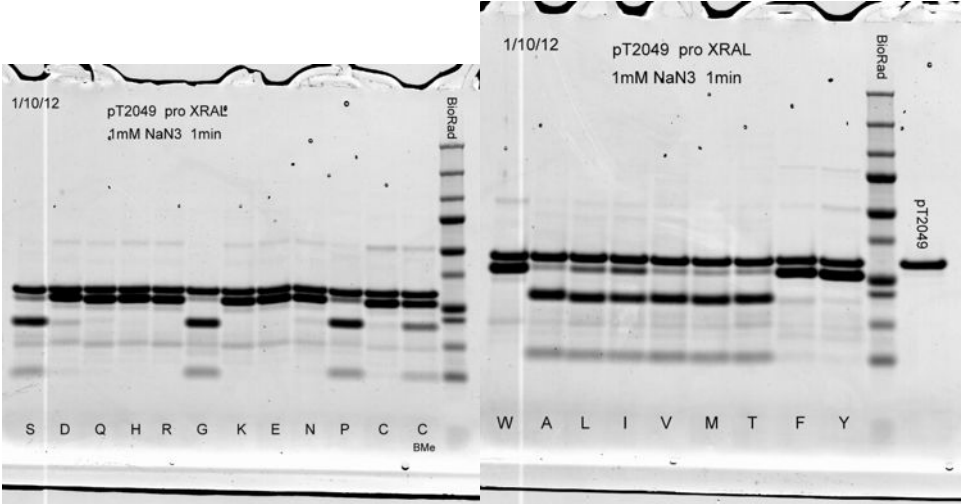 1/10/12
pT2049 pro XRAL
1mM NaN3 1min
BioRad
S D Q H R G K E N P C C
BMe
1/10/12
pT2049 pro XRAL
1mM NaN3 1min
BioRad
pT2049
W A L I V M T F Y